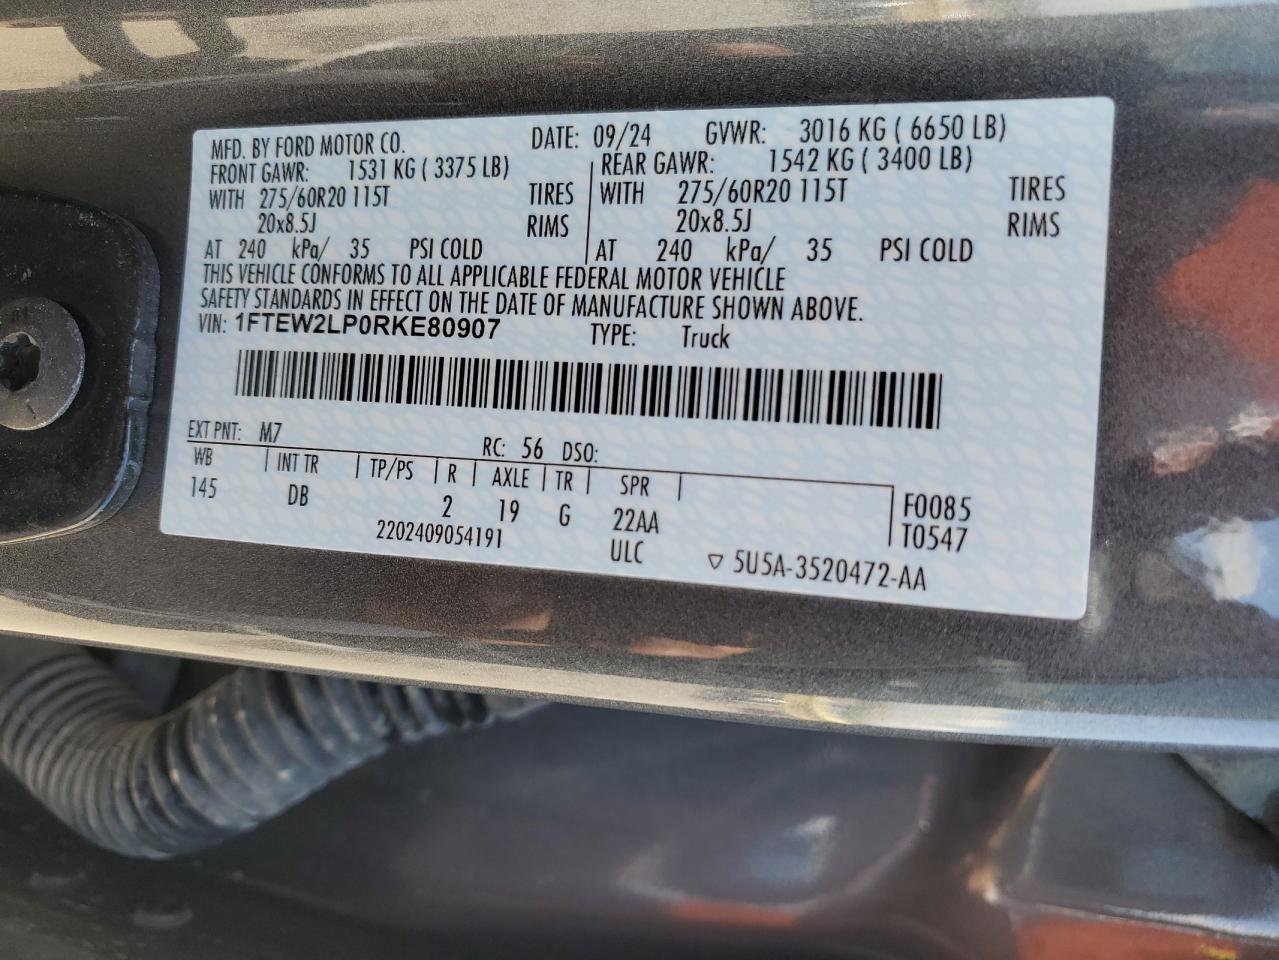 MFD. BY FORD MOTOR CO. DATE: 09/24 GVWR: 3016 KG ( 6650 LB)
FRONT GAWR: 1531 KG ( 3375 LB) REAR GAWR: 1542 KG ( 3400 LB)
WITH 275/60R20 115T TIRES WITH 275/60R20 115T TIRES
20x8.5J RIMS 20x8.5J RIMS
AT 240 kPa/ 35 PSI COLD AT 240 kPa/ 35 PSI COLD
THIS VEHICLE CONFORMS TO ALL APPLICABLE FEDERAL MOTOR VEHICLE
SAFETY STANDARDS IN EFFECT ON THE DATE OF MANUFACTURE SHOWN ABOVE.
VIN: 1FTEW2LP0RKE80907 TYPE: Truck
EXT PNT: M7 RC: 56 DSO:
WB INT TR TP/PS R AXLE TR SPR
145 DB 2 19 G 22AA F0085
2202409054191 ULC T0547
5U5A-3520472-AA